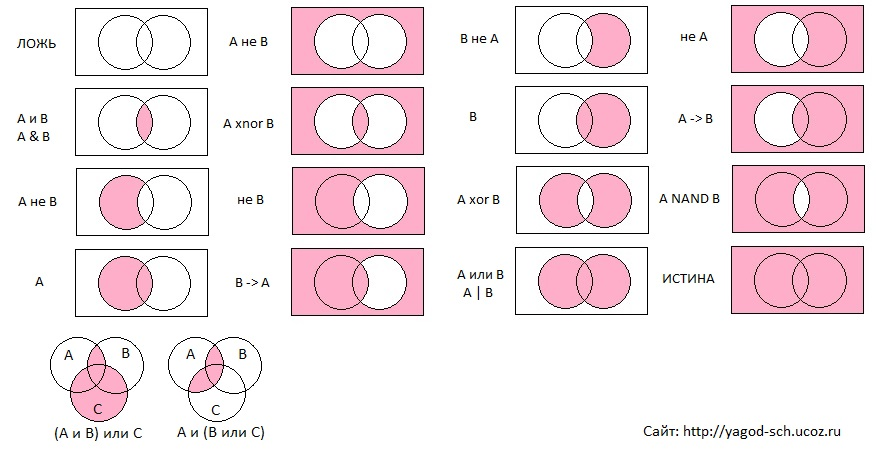 ЛОЖЬ
А не В
В не А
не А
А и В
A & B
A xnor B
B
A -> B
А не В
не В
A xor B
A NAND B
A
B -> A
А или В
A | B
ИСТИНА
A
B
C
(А и В) или С
A
B
C
А и (В или С)
Сайт: http://yagod-sch.ucoz.ru